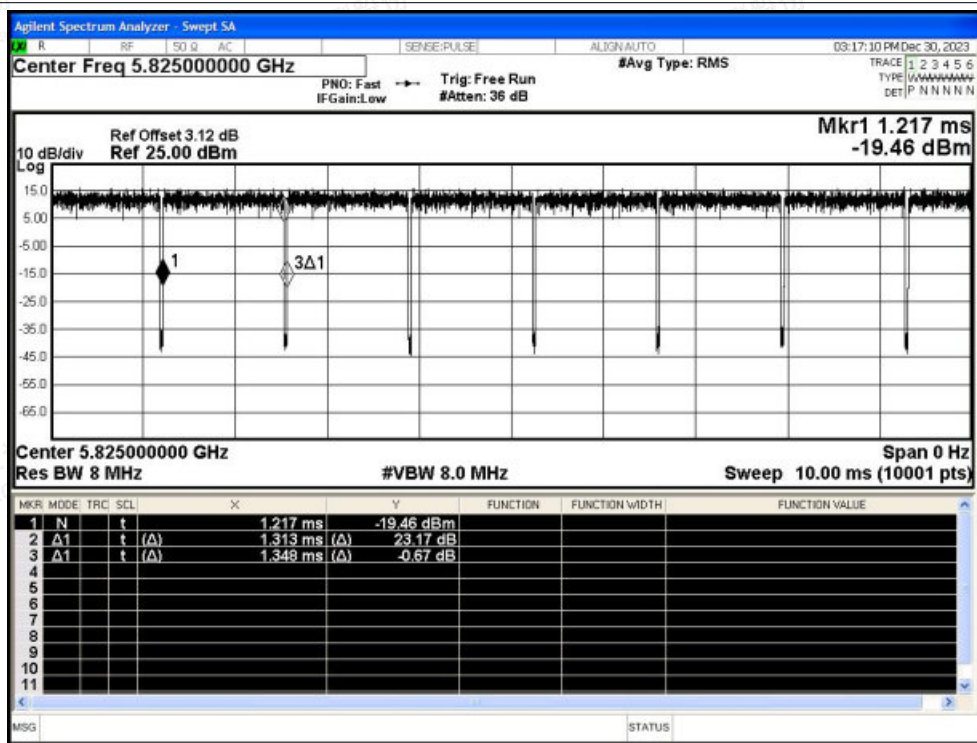 Agilent Spectrum Analyzer - Swept SA
R RF 50 Ω AC SENSE:PULSE ALIGN AUTO 03:17:10 PM Dec 30, 2023
Center Freq 5.825000000 GHz #Avg Type: RMS TRACE 1 2 3 4 5 6
PNO: Fast Trig: Free Run TYPE WWWWWW
IFGain:Low #Atten: 36 dB DET P N N N N N
Mkr1 1.217 ms
Ref Offset 3.12 dB
10 dB/div Ref 25.00 dBm -19.46 dBm
Log
15.0
5.00
-5.00
1 3Δ1
-15.0
-25.0
-35.0
-45.0
-55.0
-65.0
Center 5.825000000 GHz Span 0 Hz
Res BW 8 MHz #VBW 8.0 MHz Sweep 10.00 ms (10001 pts)
MKR MODE TRC SCL X Y FUNCTION FUNCTION WIDTH FUNCTION VALUE
1 N t 1.217 ms -19.46 dBm
2 Δ1 t (Δ) 1.313 ms (Δ) 23.17 dB
3 Δ1 t (Δ) 1.348 ms (Δ) -0.67 dB
4
5
6
7
8
9
10
11
MSG STATUS